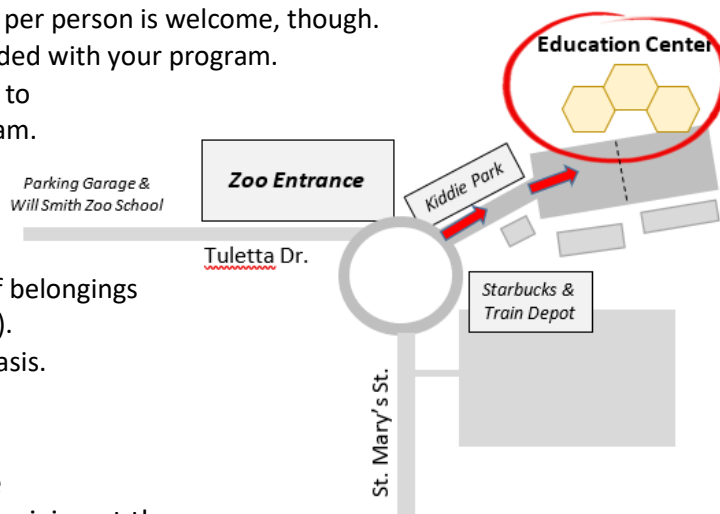 per person is welcome, though.
ded with your program.
to
am.
belongings
).
asis.
Education Center
Kiddie Park
Zoo Entrance
Parking Garage &
Will Smith Zoo School
Tuletta Dr.
Starbucks &
Train Depot
St. Mary's St.